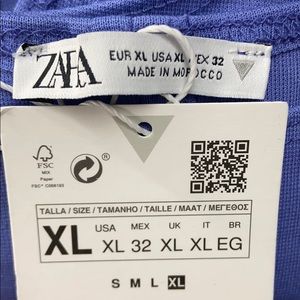 ZARA
EUR XL USA XL MEX 32
MADE IN MOROCCO
FSC
MIX
Paper
TALLA / SIZE / TAMANHO / TAILLE / MAAT / ΜΕΓΕΘΟΣ
XL
USA MEX UK IT BR
XL 32 XL XL EG
S M L XL